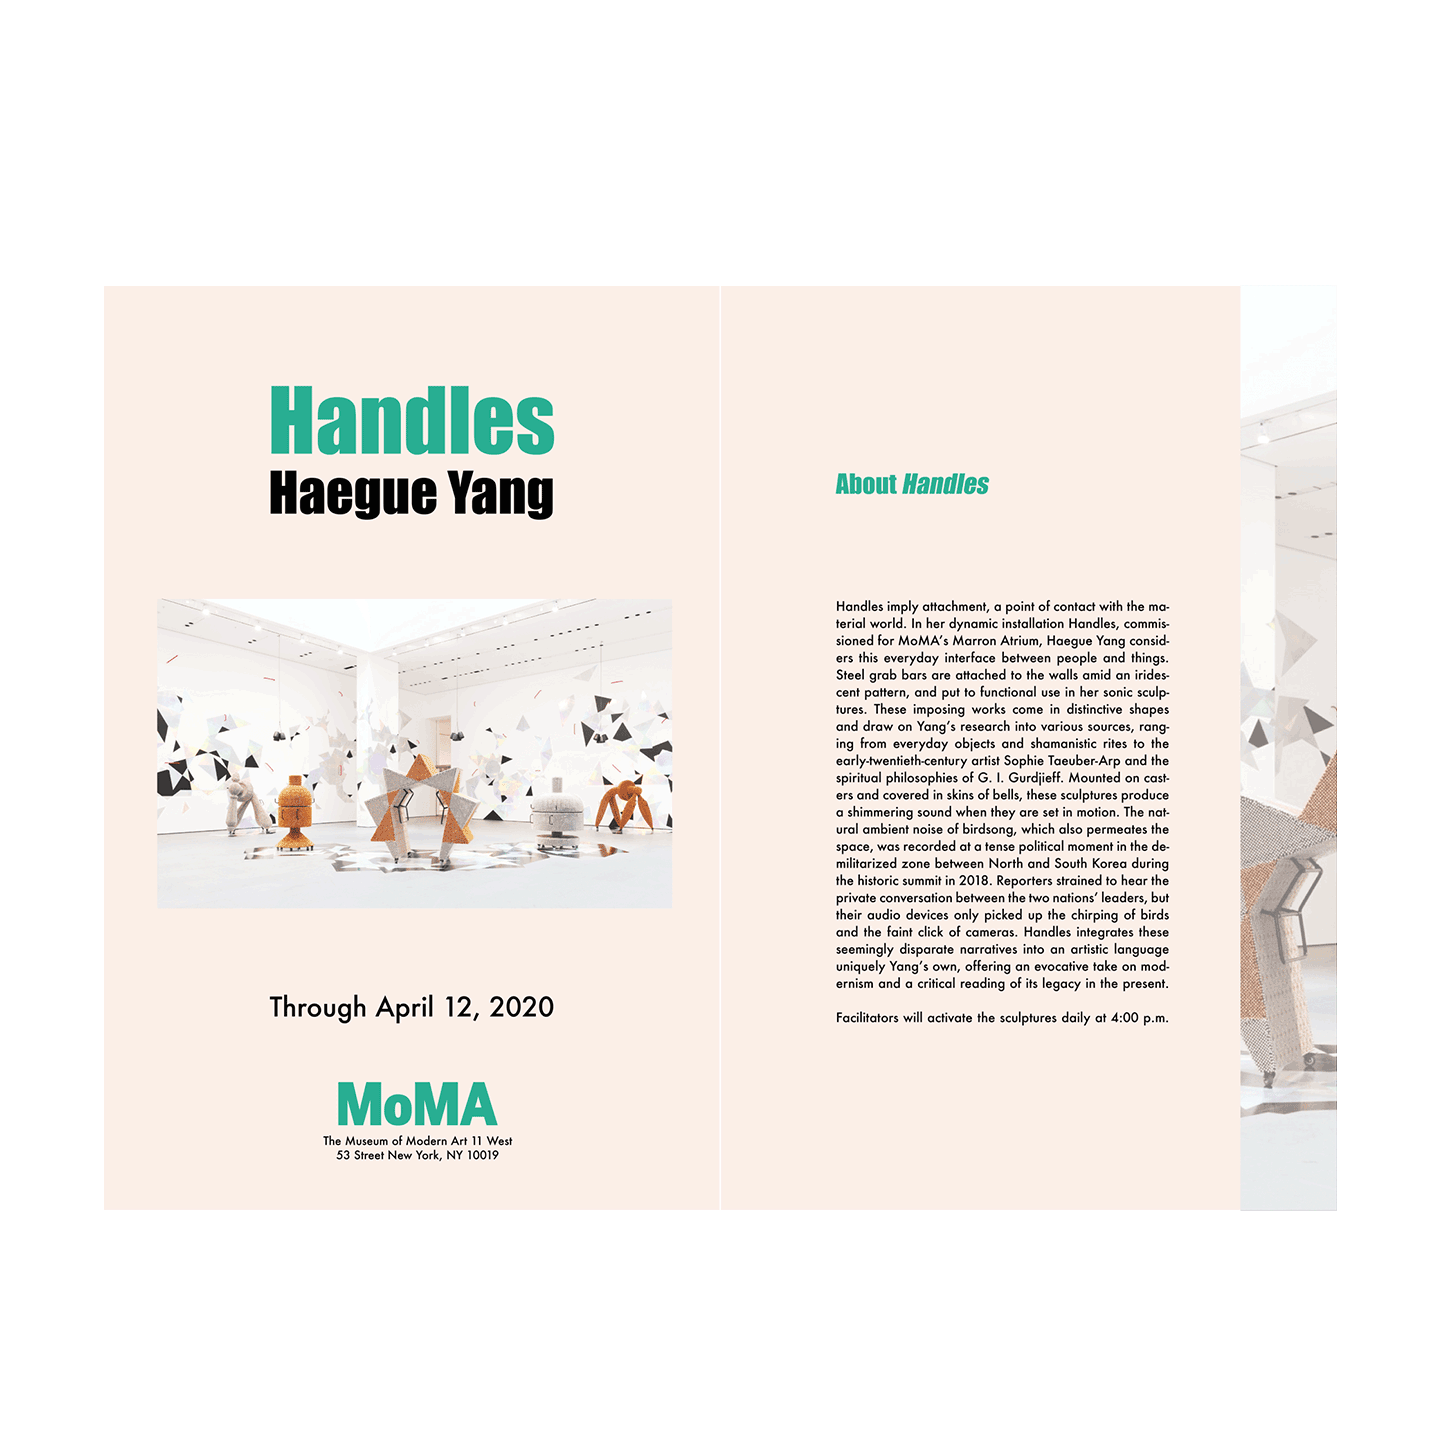 Handles
Haegue Yang
Through April 12, 2020
MoMA
The Museum of Modern Art 11 West
53 Street New York, NY 10019
About Handles
Handles imply attachment, a point of contact with the ma-
terial world. In her dynamic installation Handles, commis-
sioned for MoMA's Marron Atrium, Haegue Yang consid-
ers this everyday interface between people and things.
Steel grab bars are attached to the walls amid an irides-
cent pattern, and put to functional use in her sonic sculp-
tures. These imposing works come in distinctive shapes
and draw on Yang's research into various sources, rang-
ing from everyday objects and shamanistic rites to the
early-twentieth-century artist Sophie Taeuber-Arp and the
spiritual philosophies of G. I. Gurdjieff. Mounted on cast-
ers and covered in skins of bells, these sculptures produce
a shimmering sound when they are set in motion. The nat-
ural ambient noise of birdsong, which also permeates the
space, was recorded at a tense political moment in the de-
militarized zone between North and South Korea during
the historic summit in 2018. Reporters strained to hear the
private conversation between the two nations' leaders, but
their audio devices only picked up the chirping of birds
and the faint click of cameras. Handles integrates these
seemingly disparate narratives into an artistic language
uniquely Yang's own, offering an evocative take on mod-
ernism and a critical reading of its legacy in the present.
Facilitators will activate the sculptures daily at 4:00 p.m.